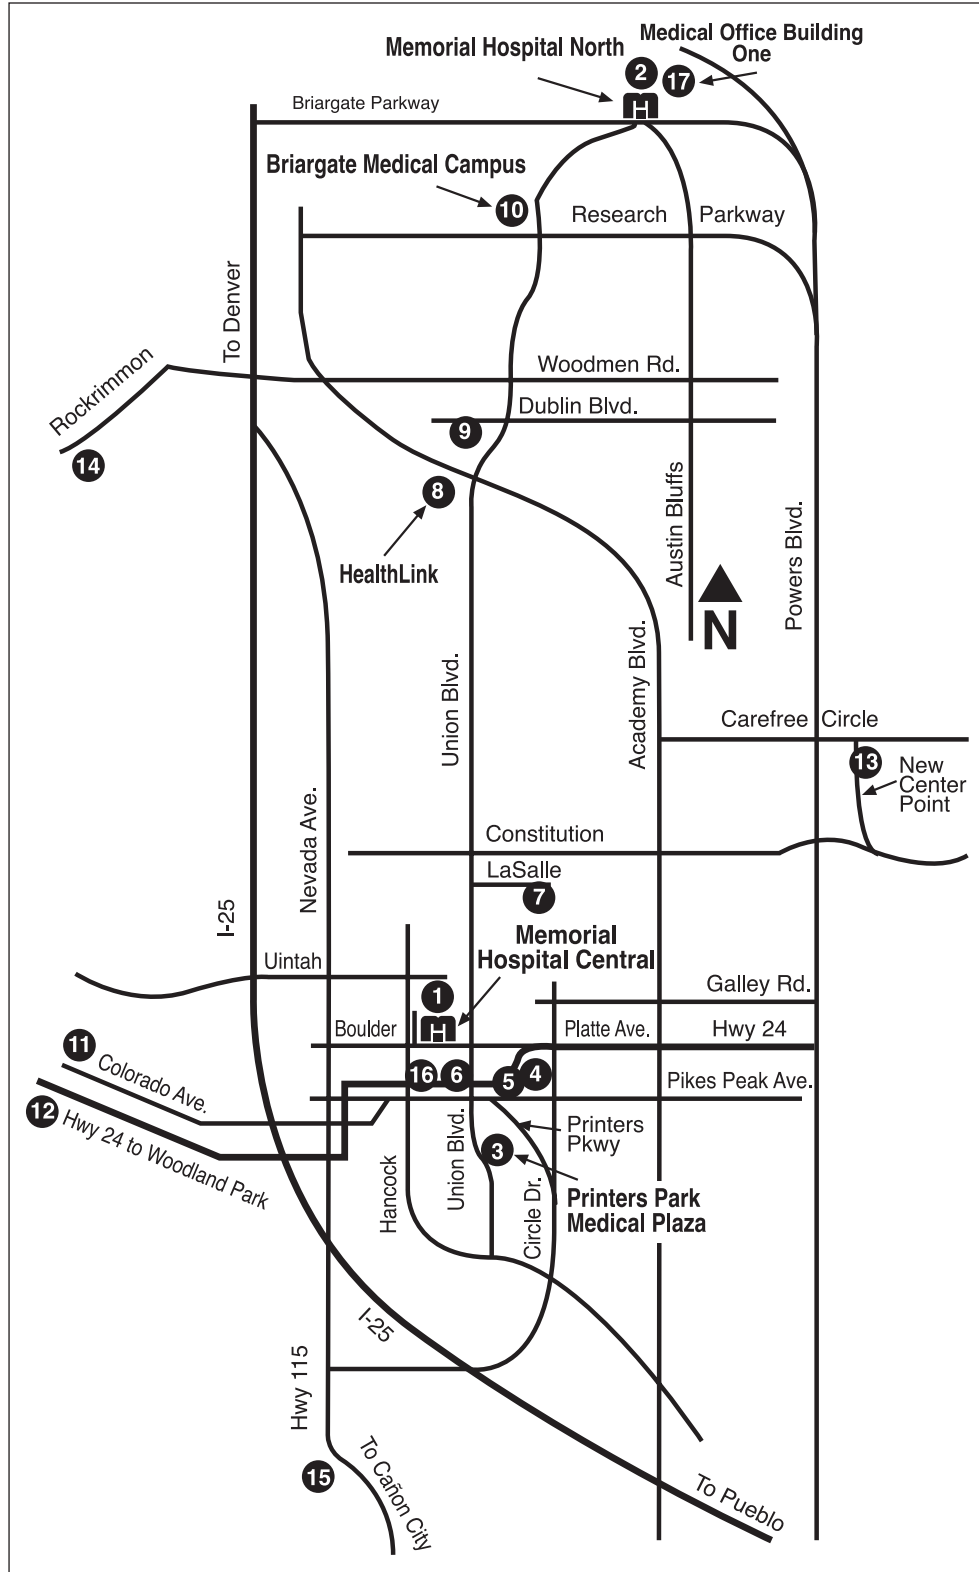 Medical Office Building
One
Memorial Hospital North
2
17
H
Briargate Parkway
Briargate Medical Campus
10
Research Parkway
To Denver
Woodmen Rd.
Rockrimmon
Dublin Blvd.
9
14
8
Austin Bluffs
Powers Blvd.
HealthLink
N
Union Blvd.
Academy Blvd.
Carefree Circle
13
New
Center
Point
Nevada Ave.
Constitution
LaSalle
7
I-25
Memorial
Hospital Central
Uintah
1
H
Galley Rd.
Boulder
Platte Ave.
Hwy 24
11
Colorado Ave.
16
6
5
4
Pikes Peak Ave.
12
Hwy 24 to Woodland Park
Printers
Pkwy
3
Hancock
Union Blvd.
Circle Dr.
Printers Park
Medical Plaza
I-25
Hwy 115
15
To Cañon City
To Pueblo